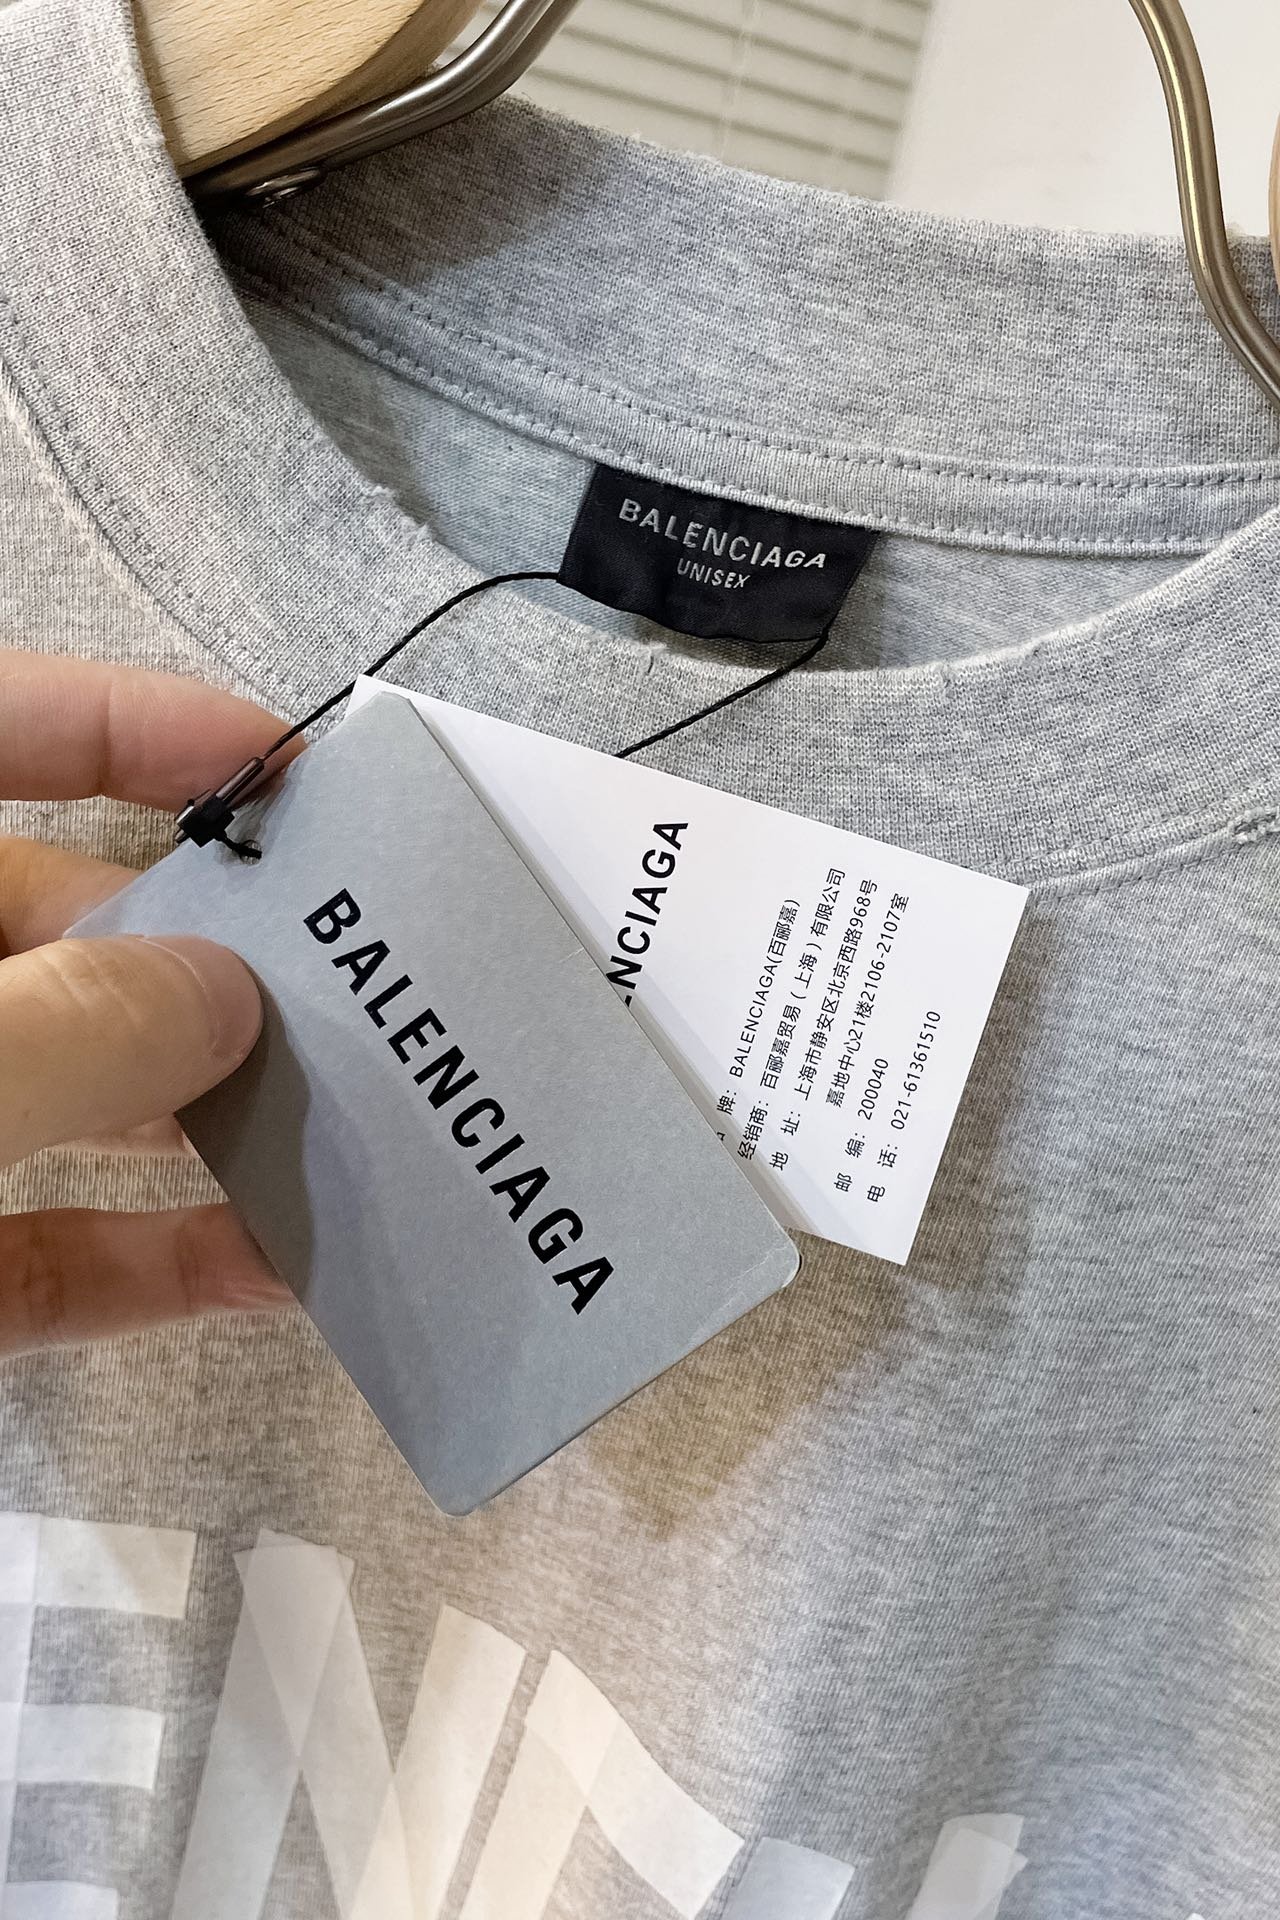 BALENCIAGA
UNISEX
BALENCIAGA
ENCIAGA
牌: BALENCIAGA(百郦嘉)
经销商: 百郦嘉贸易(上海)有限公司
地 址: 上海市静安区北京西路968号
嘉地中心21楼2106-2107室
邮 编: 200040
电 话: 021-61361510